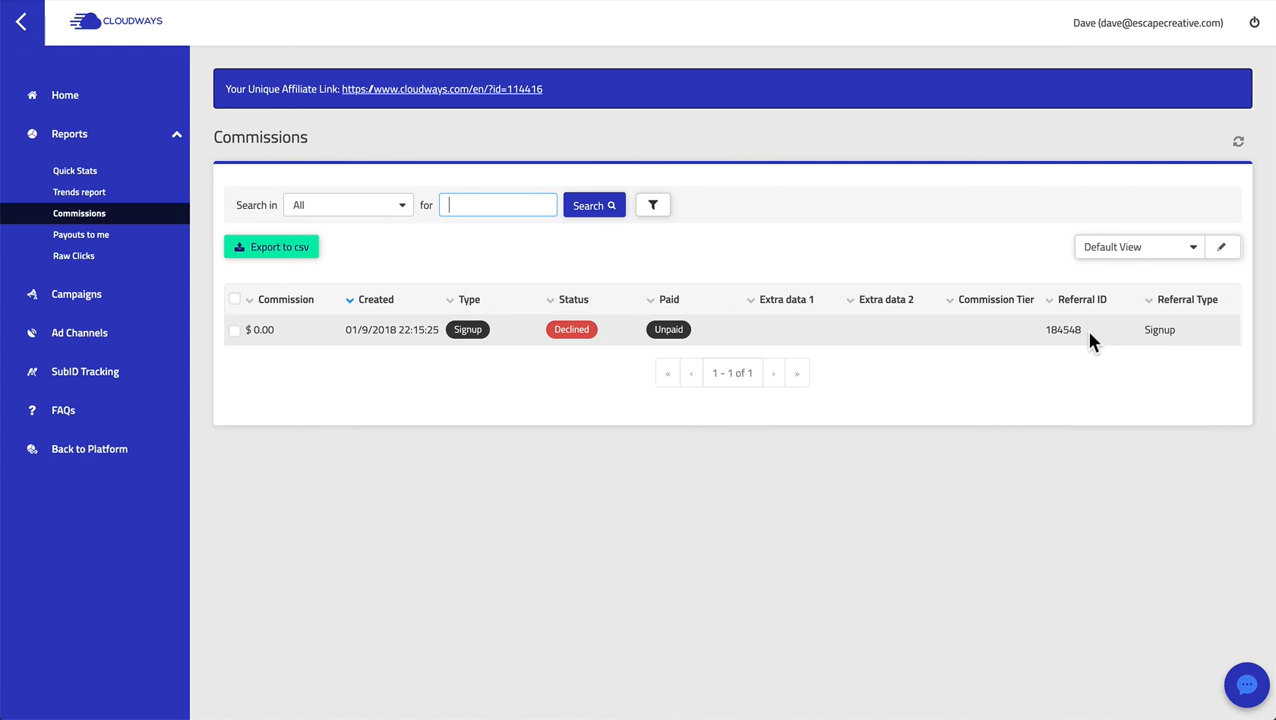 CLOUDWAYS
Dave (dave@escapecreative.com)
Home
Reports
Quick Stats
Trends report
Commissions
Payouts to me
Raw Clicks
Campaigns
Ad Channels
SubID Tracking
FAQs
Back to Platform
Your Unique Affiliate Link: https://www.cloudways.com/en/?id=114416
Commissions
Search in All for Search
Export to csv
Default View
Commission Created Type Status Paid Extra data 1 Extra data 2 Commission Tier Referral ID Referral Type
$ 0.00 01/9/2018 22:15:25 Signup Declined Unpaid 184548 Signup
« ‹ 1 - 1 of 1 › »